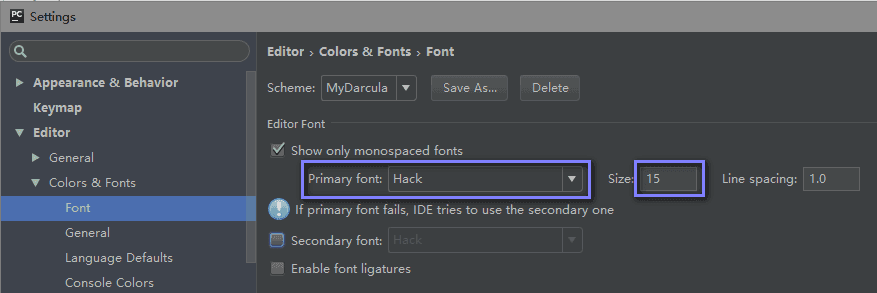 PC Settings
Editor › Colors & Fonts › Font
Appearance & Behavior
Scheme: MyDarcula Save As... Delete
Keymap
Editor
Editor Font
General
Show only monospaced fonts
Colors & Fonts
Primary font: Hack Size: 15 Line spacing: 1.0
Font
If primary font fails, IDE tries to use the secondary one
General
Secondary font: Hack
Language Defaults
Enable font ligatures
Console Colors